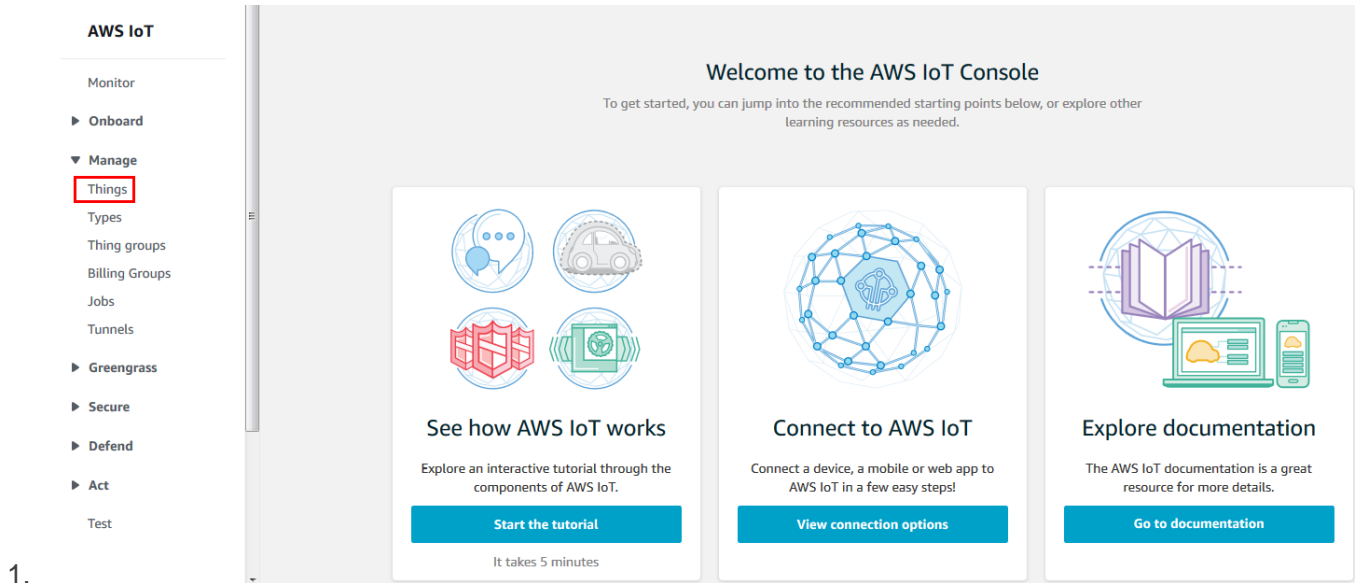 AWS IoT
Monitor
Onboard
Manage
Things
Types
Thing groups
Billing Groups
Jobs
Tunnels
Greengrass
Secure
Defend
Act
Test
Welcome to the AWS IoT Console
To get started, you can jump into the recommended starting points below, or explore other
learning resources as needed.
See how AWS IoT works
Explore an interactive tutorial through the
components of AWS IoT.
Start the tutorial
It takes 5 minutes
Connect to AWS IoT
Connect a device, a mobile or web app to
AWS IoT in a few easy steps!
View connection options
Explore documentation
The AWS IoT documentation is a great
resource for more details.
Go to documentation
1.